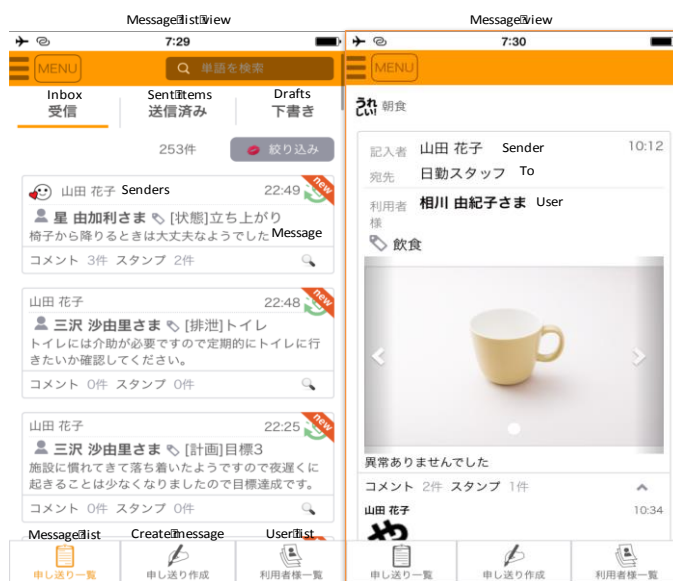 Message list view
7:29
MENU
単語を検索
Inbox
受信
Sent items
送信済み
Drafts
下書き
253件
絞り込み
山田 花子 Senders 22:49
new
星 由加利さま [状態]立ち上がり
椅子から降りるときは大丈夫なようでした Message
コメント 3件 スタンプ 2件
山田 花子 22:48
new
三沢 沙由里さま [排泄]トイレ
トイレには介助が必要ですので定期的にトイレに行
きたいか確認してください。
コメント 0件 スタンプ 0件
山田 花子 22:25
new
三沢 沙由里さま [計画]目標3
施設に慣れてきて落ち着いたようですので夜遅くに
起きることは少なくなりましたので目標達成です。
コメント 0件 スタンプ 0件
Message list
Create message
User list
申し送り一覧
申し送り作成
利用者様一覧
Message view
7:30
MENU
うれしい! 朝食
記入者 山田 花子 Sender 10:12
宛先 日勤スタッフ To
利用者様 相川 由紀子さま User
飲食
異常ありませんでした
コメント 2件 スタンプ 1件
山田 花子 10:34
や
申し送り一覧
申し送り作成
利用者様一覧